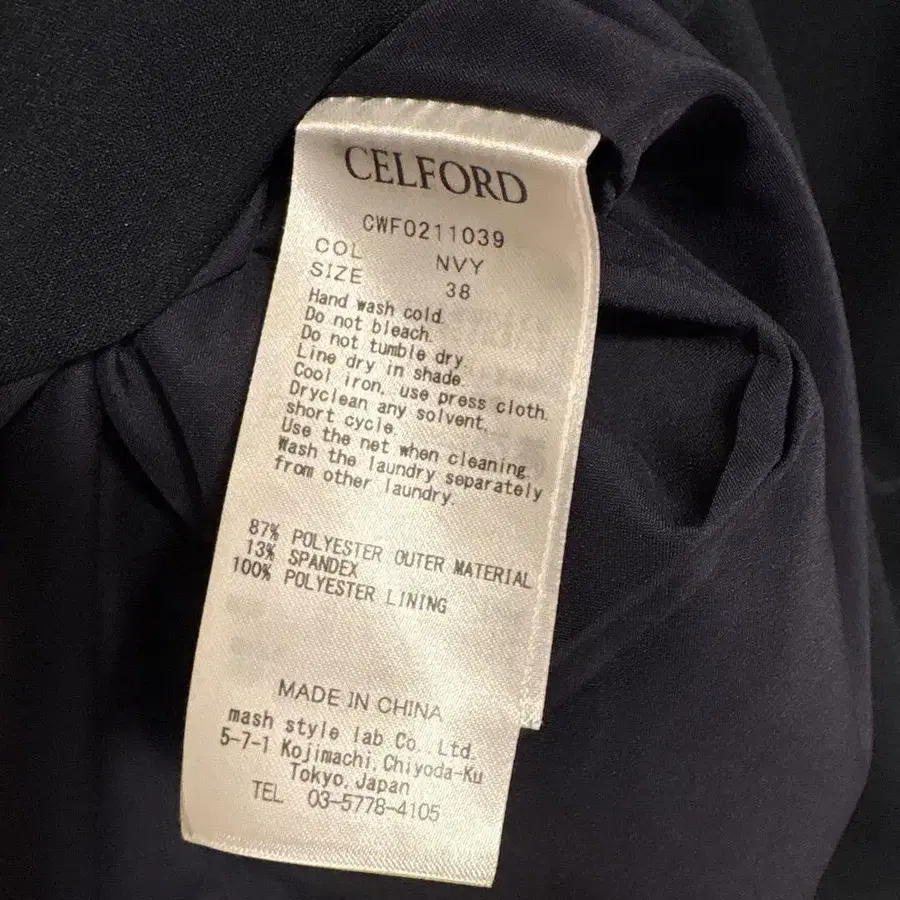 CELFORD
CWF0211039
COL NVY
SIZE 38
Hand wash cold.
Do not bleach.
Do not tumble dry.
Line dry in shade.
Cool iron, use press cloth.
Dryclean any solvent,
short cycle.
Use the net when cleaning.
Wash the laundry separately
from other laundry.
87% POLYESTER OUTER MATERIAL
13% SPANDEX
100% POLYESTER LINING
MADE IN CHINA
mash style lab Co., Ltd.
5-7-1 Kojimachi, Chiyoda-Ku
Tokyo, Japan
TEL 03-5778-4105